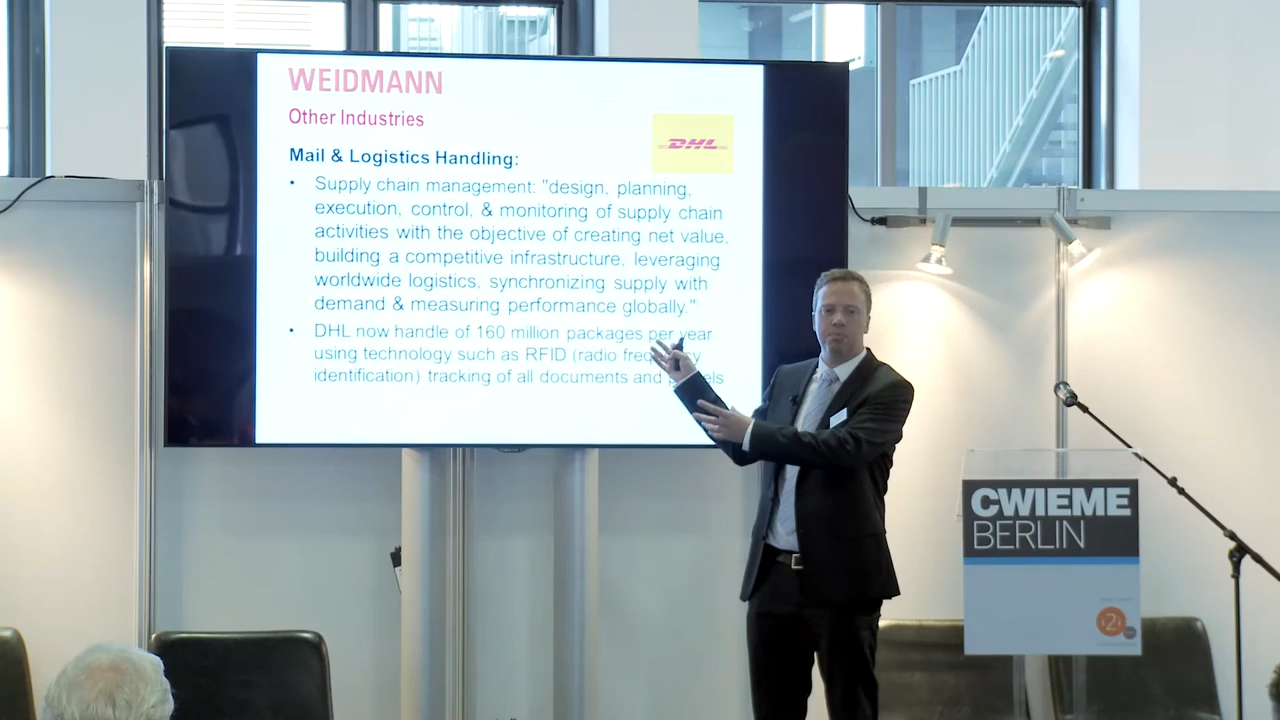 WEIDMANN
Other Industries
DHL
Mail & Logistics Handling:
• Supply chain management: "design, planning,
execution, control, & monitoring of supply chain
activities with the objective of creating net value,
building a competitive infrastructure, leveraging
worldwide logistics, synchronizing supply with
demand & measuring performance globally."
• DHL now handle of 160 million packages per year
using technology such as RFID (radio
identification) tracking of all documents and
CWIEME
BERLIN
i2i